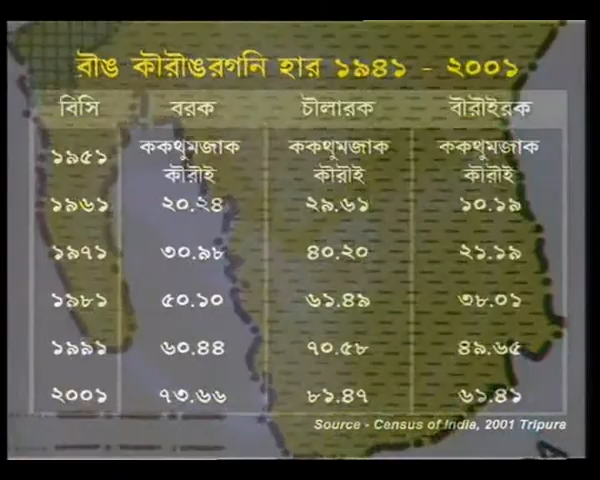 বীঙ কীরীঙরগনি হার ১৯৪১ - ২০০১
বিসি বরক চীলারক বীরীইরক
১৯৫১ ককথুমজাক কীরীই ককথুমজাক কীরীই ককথুমজাক কীরীই
১৯৬১ ২০.২৪ ২৯.৬১ ১০.১৯
১৯৭১ ৩০.৯৮ ৪০.২০ ২১.১৯
১৯৮১ ৫০.১০ ৬১.৪৯ ৩৮.০১
১৯৯১ ৬০.৪৪ ৭০.৫৮ ৪৯.৬৫
২০০১ ৭৩.৬৬ ৮১.৪৭ ৬১.৪১
Source - Census of India, 2001 Tripura